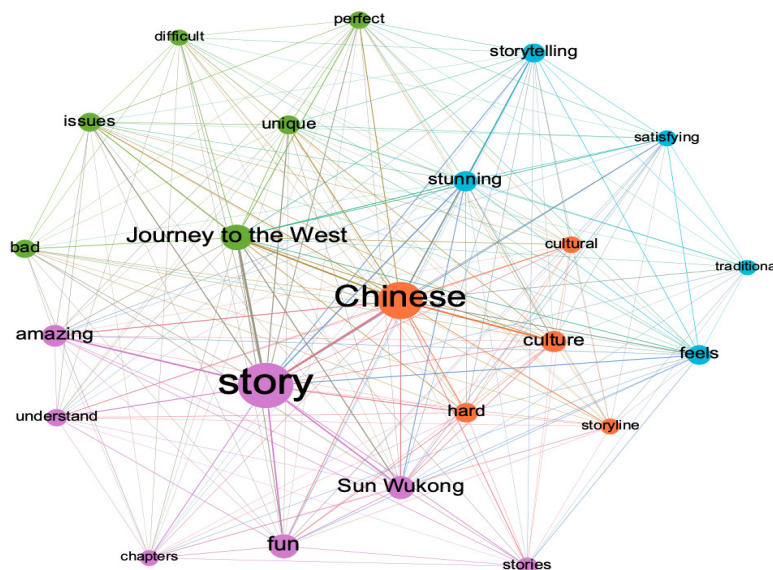 perfect
difficult
storytelling
issues
unique
satisfying
stunning
Journey to the West
bad
cultural
traditional
Chinese
amazing
culture
feels
story
understand
hard
storyline
Sun Wukong
fun
chapters
stories